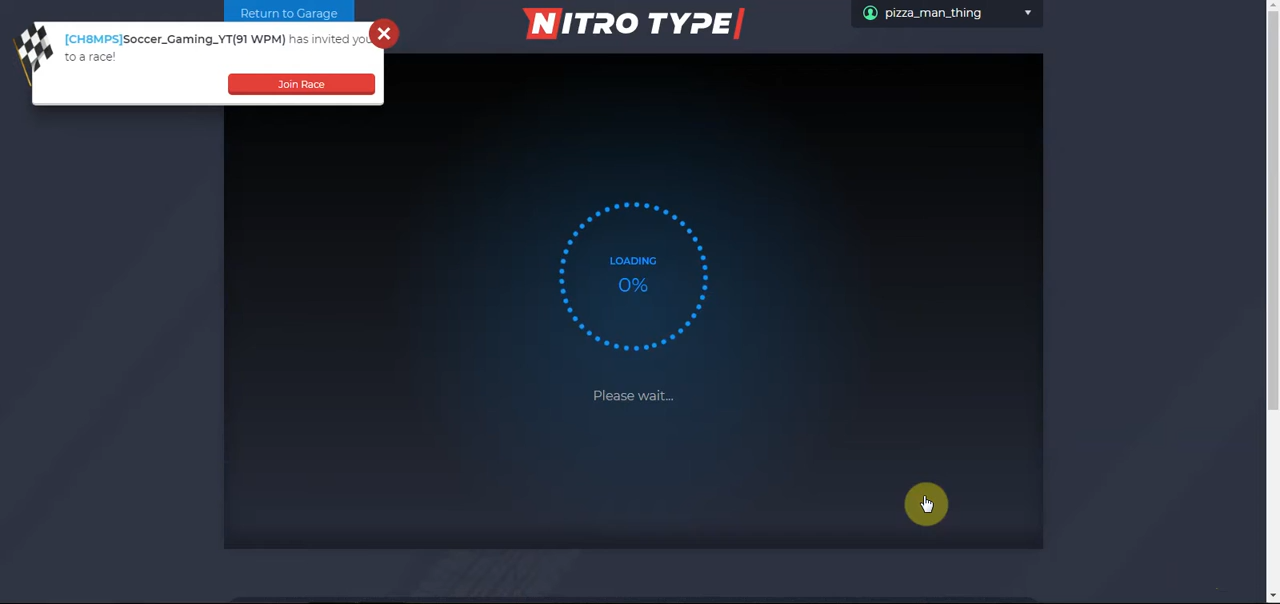 Return to Garage
NITRO TYPE
pizza_man_thing
[CH8MPS]Soccer_Gaming_YT(91 WPM) has invited you
to a race!
Join Race
LOADING
0%
Please wait...